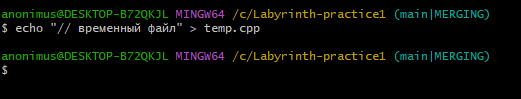 anonimus@DESKTOP-B72QKJL MINGW64 /c/Labyrinth-practice1 (main|MERGING)
$ echo "// временный файл" > temp.cpp
anonimus@DESKTOP-B72QKJL MINGW64 /c/Labyrinth-practice1 (main|MERGING)
$